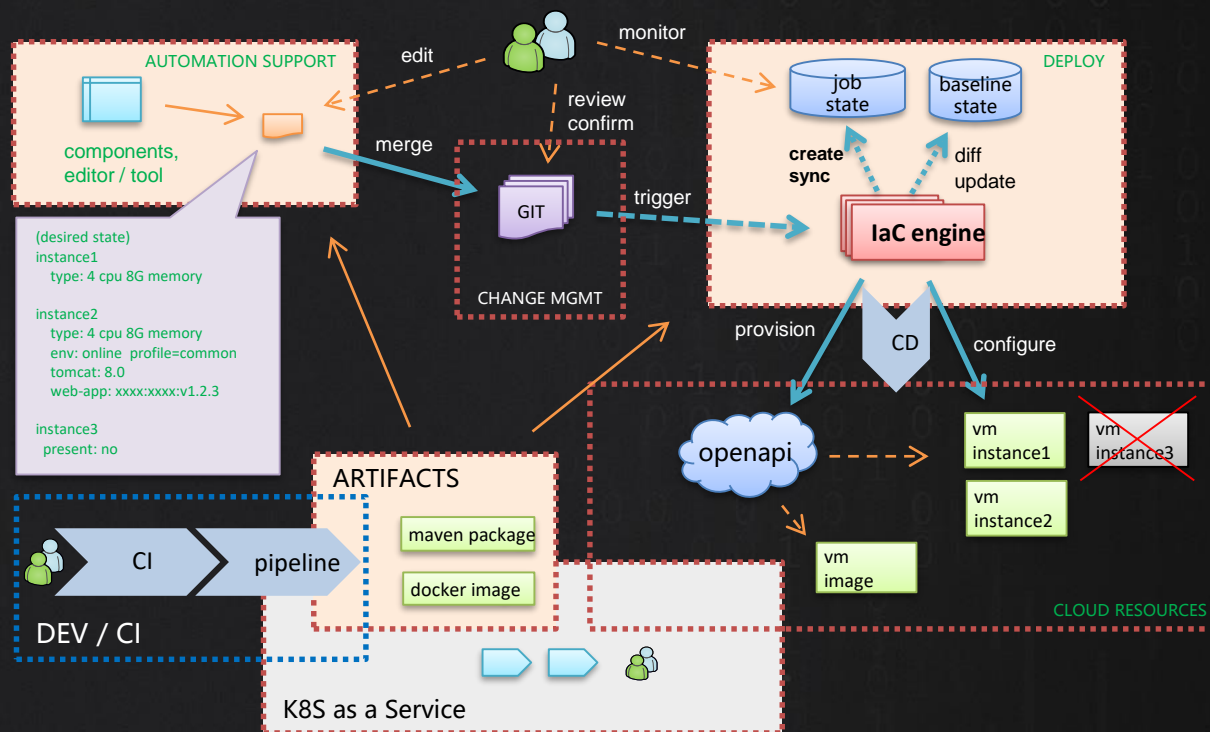 AUTOMATION SUPPORT
components,
editor / tool
edit
monitor
review
confirm
merge
GIT
CHANGE MGMT
trigger
DEPLOY
job
state
baseline
state
create
sync
diff
update
IaC engine
provision
CD
configure
(desired state)
instance1
type: 4 cpu 8G memory
instance2
type: 4 cpu 8G memory
env: online profile=common
tomcat: 8.0
web-app: xxxx:xxxx:v1.2.3
instance3
present: no
openapi
vm
instance1
vm
instance3
vm
instance2
vm
image
CLOUD RESOURCES
ARTIFACTS
maven package
docker image
CI
pipeline
DEV / CI
K8S as a Service